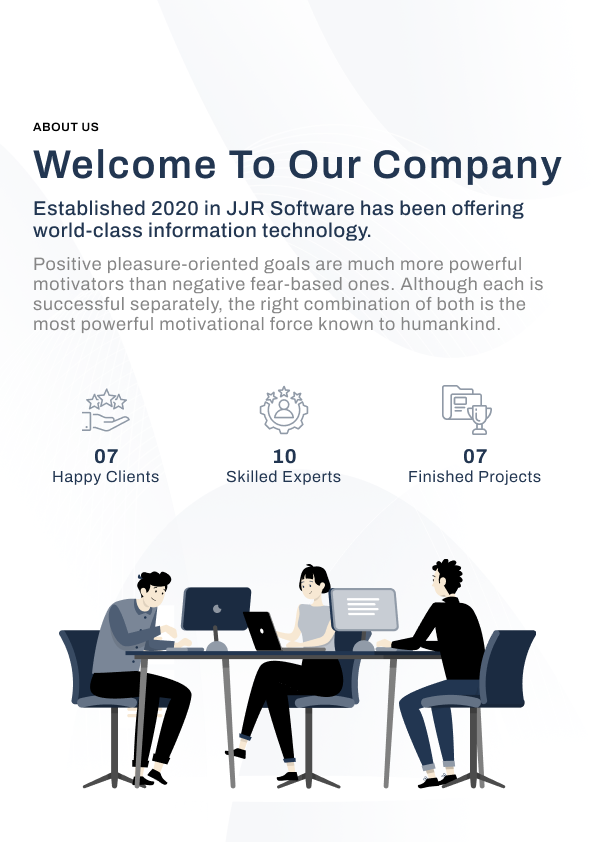 ABOUT US
Welcome To Our Company
Established 2020 in JJR Software has been offering
world-class information technology.
Positive pleasure-oriented goals are much more powerful
motivators than negative fear-based ones. Although each is
successful separately, the right combination of both is the
most powerful motivational force known to humankind.
07
Happy Clients
10
Skilled Experts
07
Finished Projects